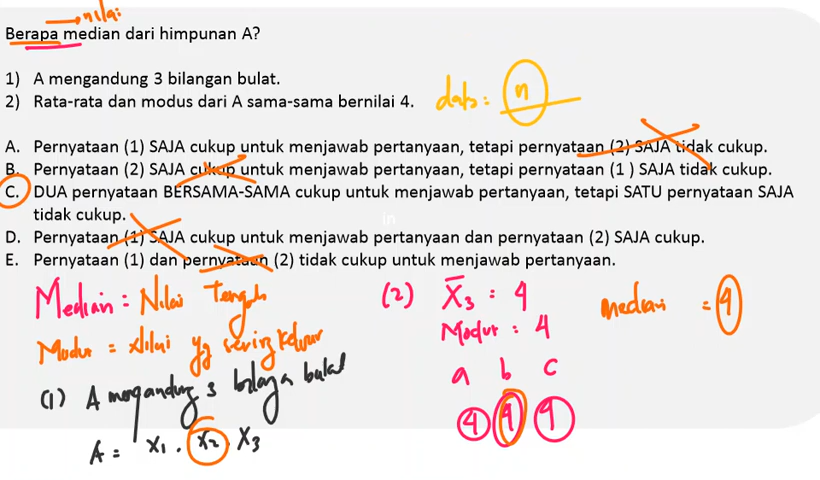 nilai
Berapa median dari himpunan A?
1) A mengandung 3 bilangan bulat.
2) Rata-rata dan modus dari A sama-sama bernilai 4.
data: n
A. Pernyataan (1) SAJA cukup untuk menjawab pertanyaan, tetapi pernyataan (2) SAJA tidak cukup.
B. Pernyataan (2) SAJA cukup untuk menjawab pertanyaan, tetapi pernyataan (1 ) SAJA tidak cukup.
C. DUA pernyataan BERSAMA-SAMA cukup untuk menjawab pertanyaan, tetapi SATU pernyataan SAJA
tidak cukup.
in
D. Pernyataan (1) SAJA cukup untuk menjawab pertanyaan dan pernyataan (2) SAJA cukup.
E. Pernyataan (1) dan pernyataan (2) tidak cukup untuk menjawab pertanyaan.
Median = Nilai Tengah
Modus = Nilai yg sering keluar
(1) A mengandung 3 bilangan bulat
A = x₁ . x₂ . x₃
(2) X̄₃ : 4
Modus : 4
a b c
4 4 4
median = 4